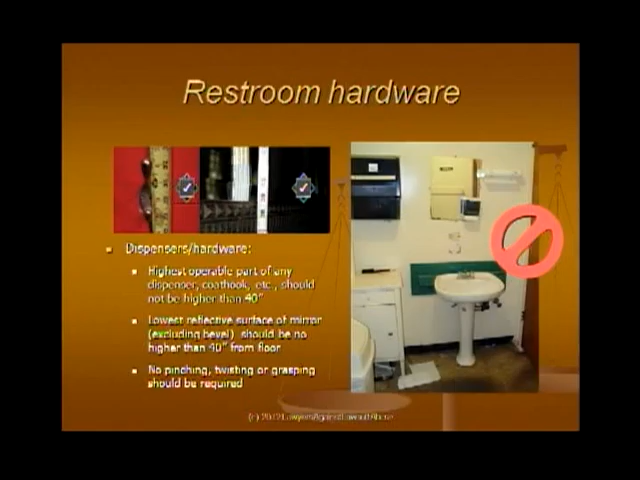 Restroom hardware
Dispensers/hardware:
Highest operable part of any
dispenser, coathook, etc., should
not be higher than 40"
Lowest reflective surface of mirror
(excluding bevel) should be no
higher than 40" from floor
No pinching, twisting or grasping
should be required
(c) 2012